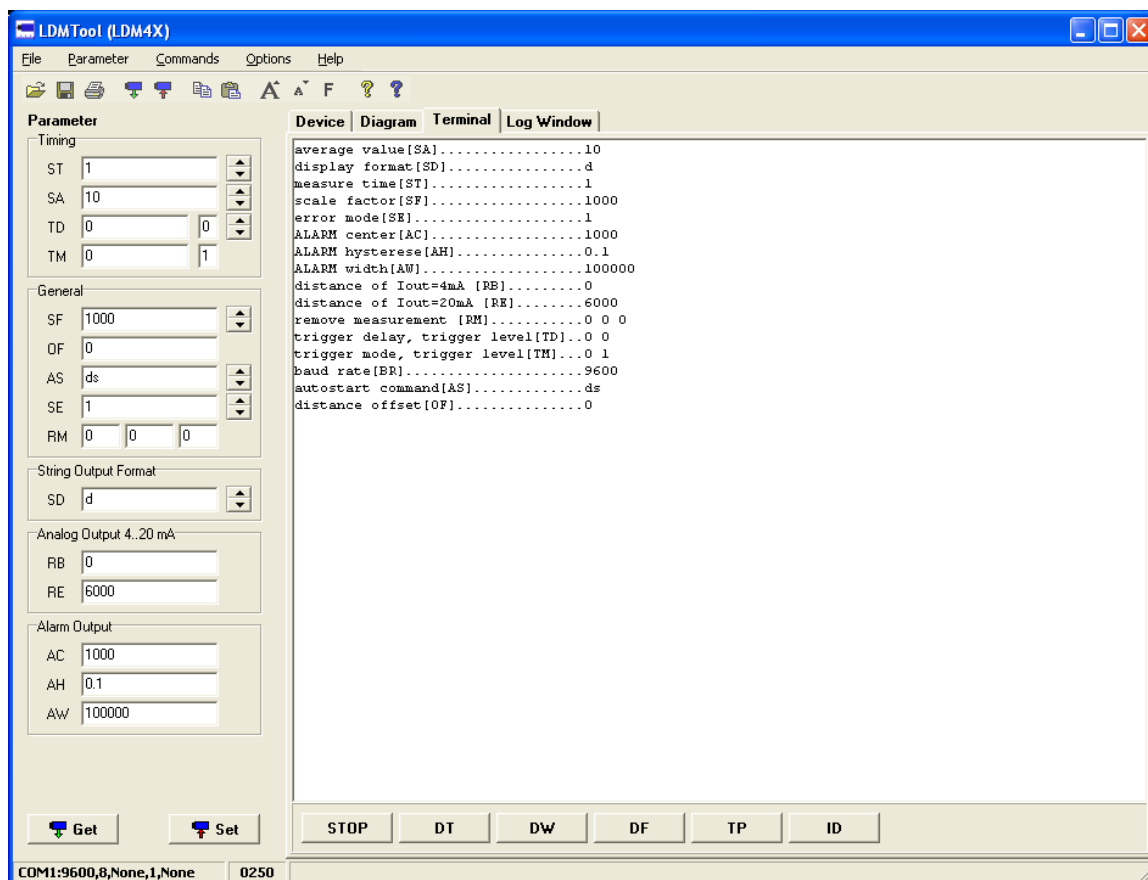 LDMTool (LDM4X)
File Parameter Commands Options Help
A A F ? ?
Parameter
Timing
ST 1
SA 10
TD 0 0
TM 0 1
General
SF 1000
OF 0
AS ds
SE 1
RM 0 0 0
String Output Format
SD d
Analog Output 4..20 mA
RB 0
RE 6000
Alarm Output
AC 1000
AH 0.1
AW 100000
Get Set
Device Diagram Terminal Log Window
average value[SA].................10
display format[SD]................d
measure time[ST]..................1
scale factor[SF]..................1000
error mode[SE]....................1
ALARM center[AC]..................1000
ALARM hysterese[AH]...............0.1
ALARM width[AW]...................100000
distance of Iout=4mA [RB].........0
distance of Iout=20mA [RE]........6000
remove measurement [RM]...........0 0 0
trigger delay, trigger level[TD]..0 0
trigger mode, trigger level[TM]...0 1
baud rate[BR].....................9600
autostart command[AS].............ds
distance offset[OF]...............0
STOP DT DW DF TP ID
COM1:9600,8,None,1,None 0250